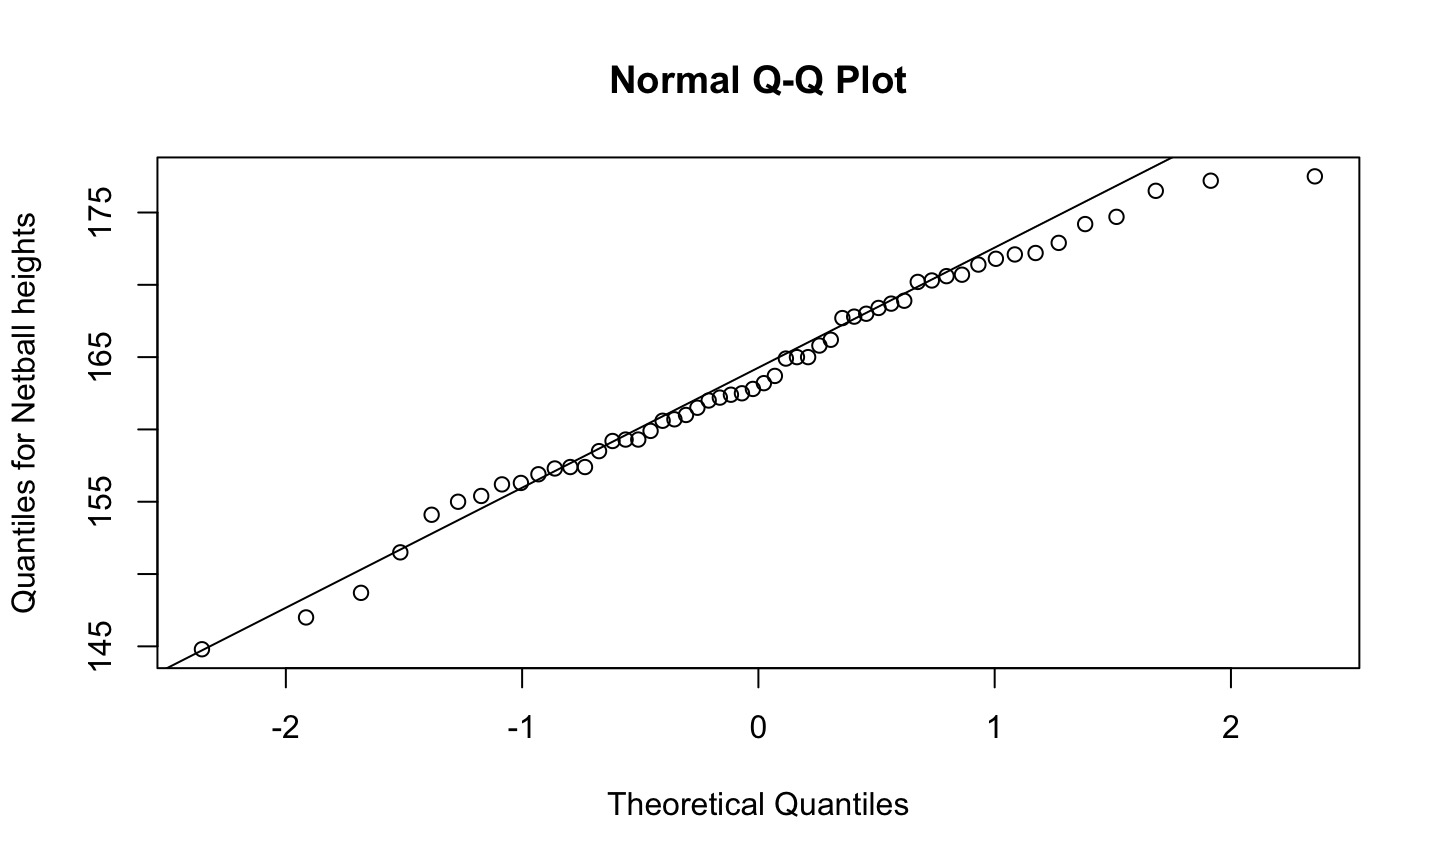 Normal Q-Q Plot
Quantiles for Netball heights
175
165
155
145
-2 -1 0 1 2
Theoretical Quantiles